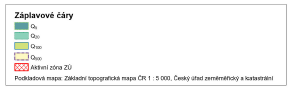 Záplavové čáry
Q₅
Q₂₀
Q₁₀₀
Q₅₀₀
Aktivní zóna ZÚ
Podkladová mapa: Základní topografická mapa ČR 1 : 5 000, Český úřad zeměměřický a katastrální